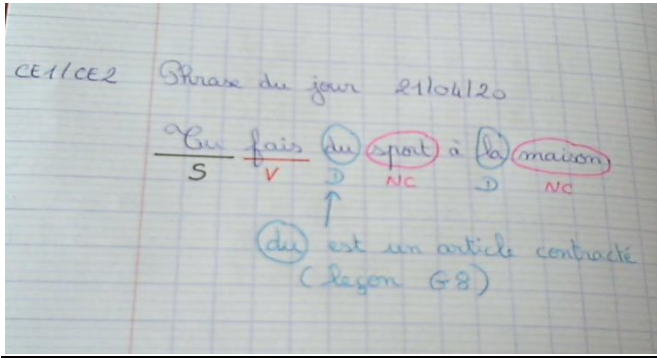 CE1/CE2 Phrase du jour 21/04/20
Tu fais du sport à la maison
S V D NC D NC
du est un article contracté
(leçon G8)